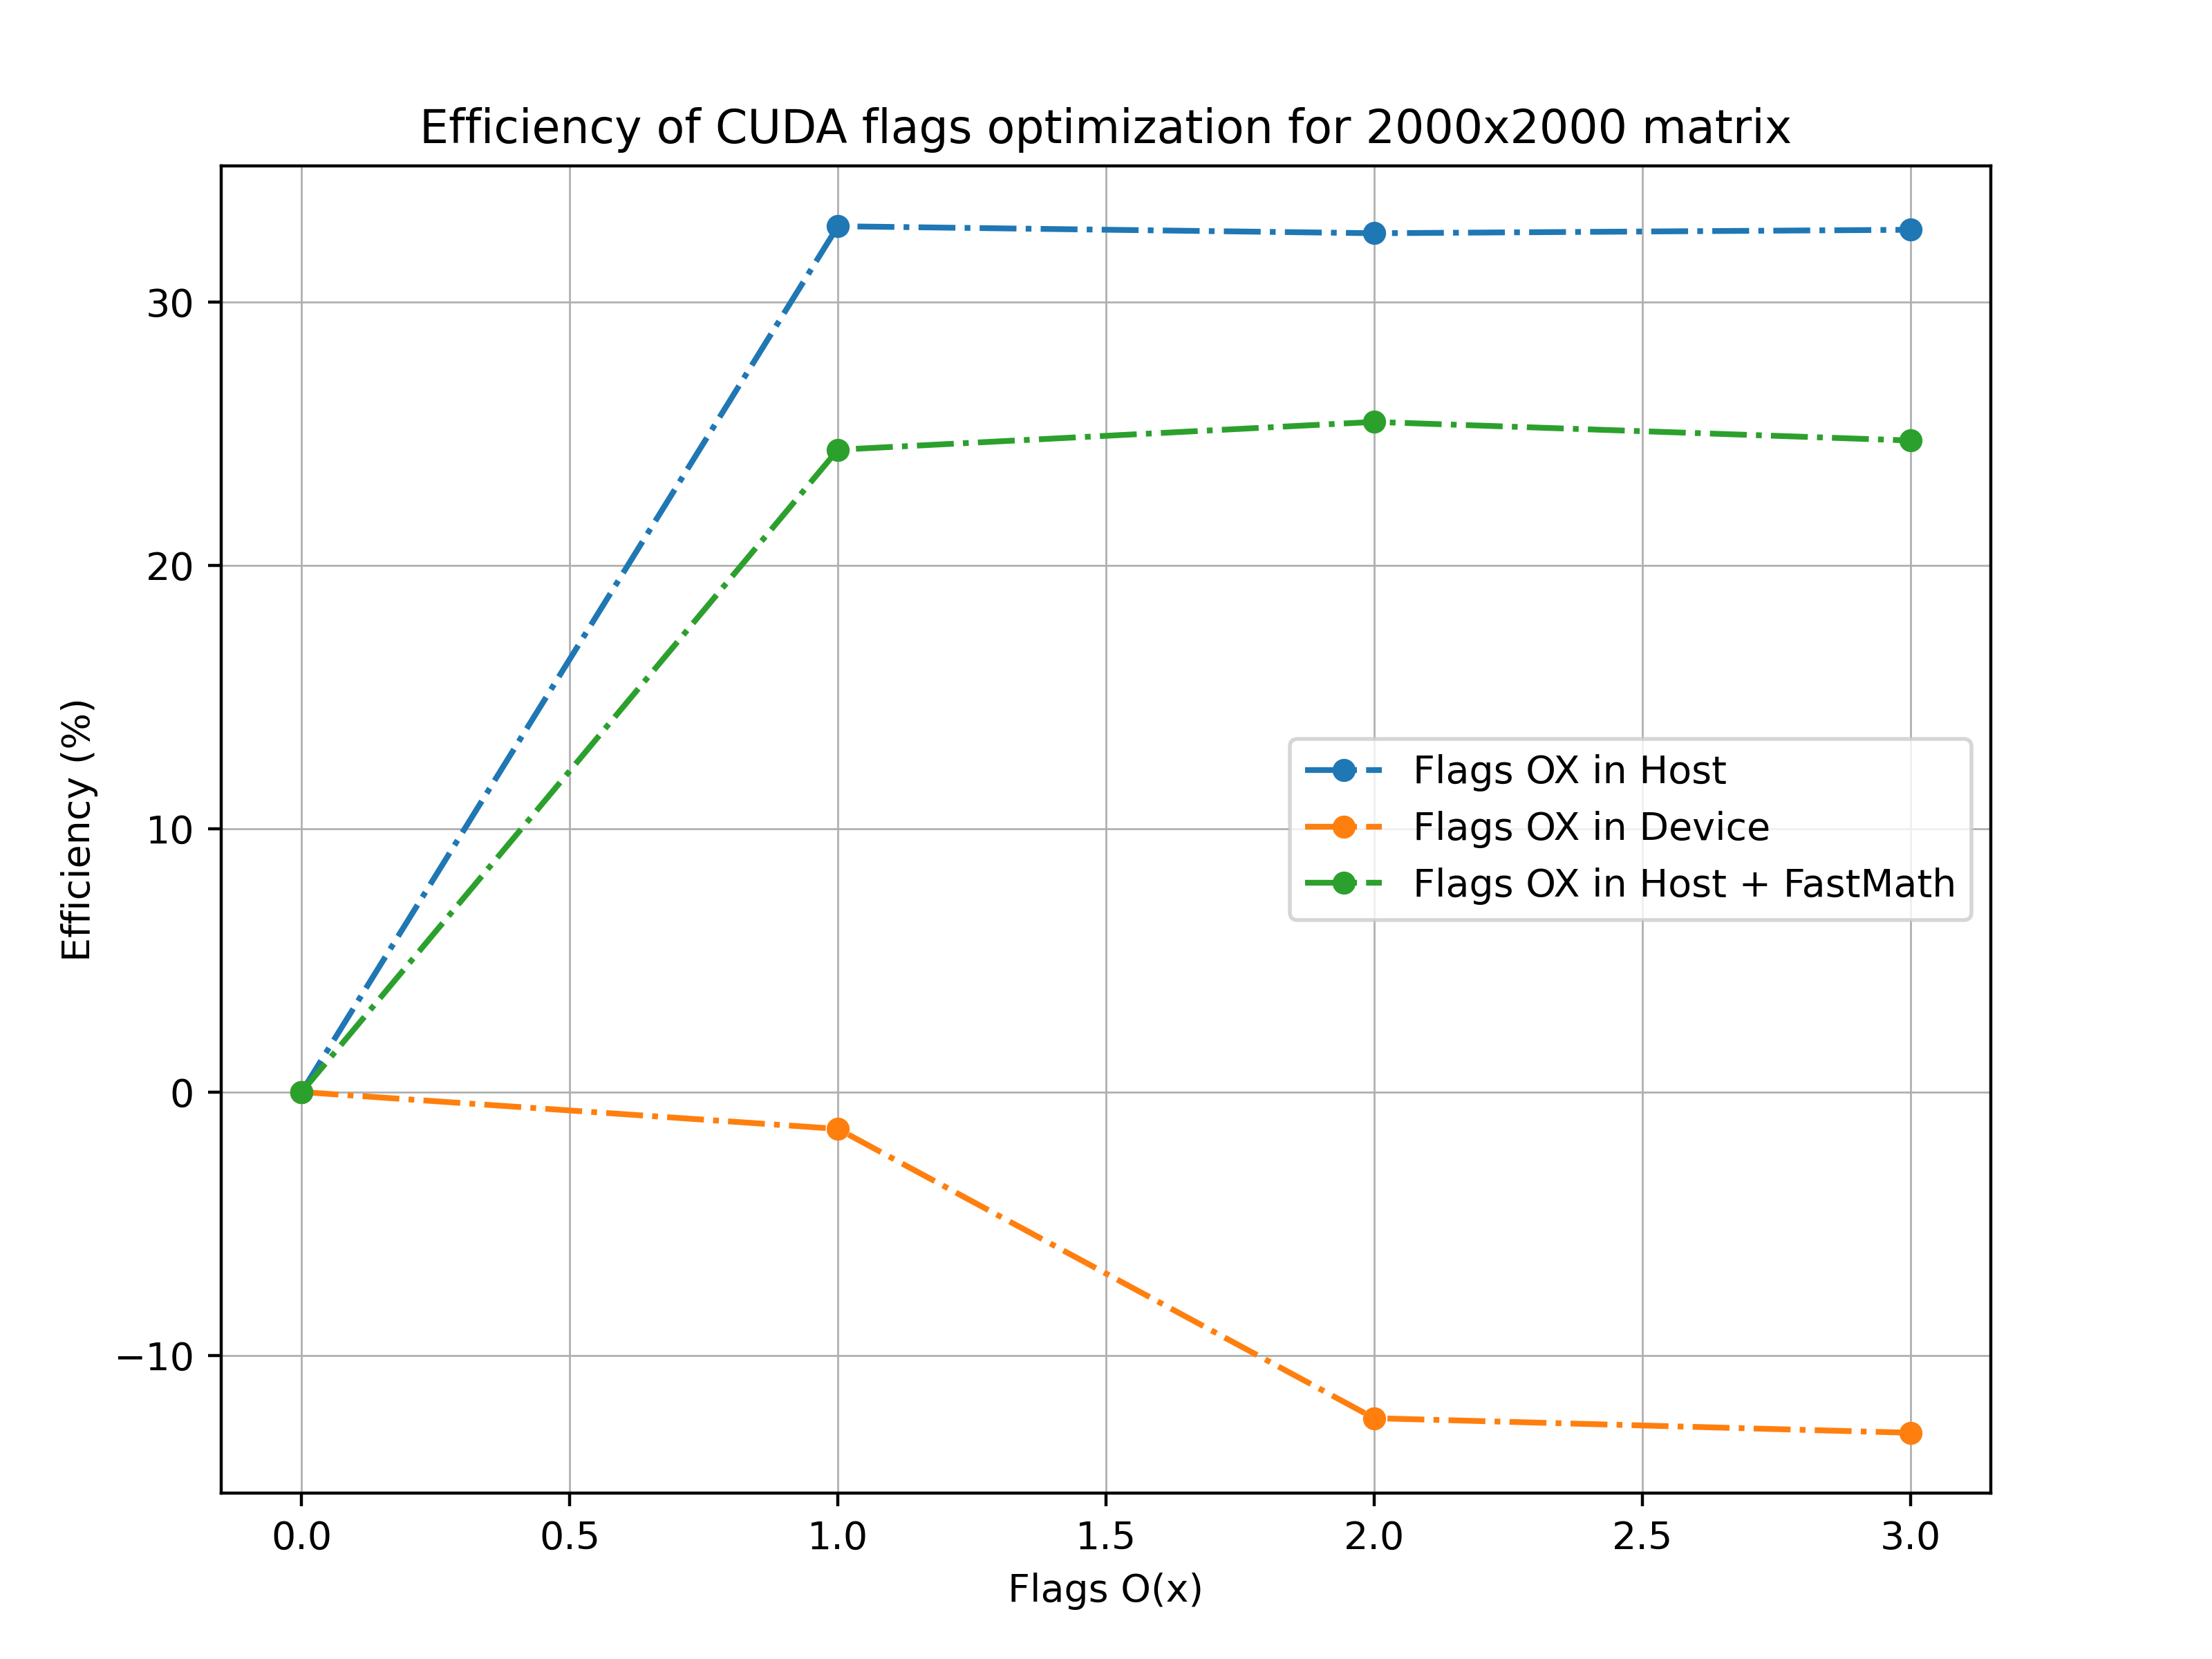 Efficiency of CUDA flags optimization for 2000x2000 matrix
30
20
10
0
−10
Efficiency (%)
Flags OX in Host
Flags OX in Device
Flags OX in Host + FastMath
0.0 0.5 1.0 1.5 2.0 2.5 3.0
Flags O(x)